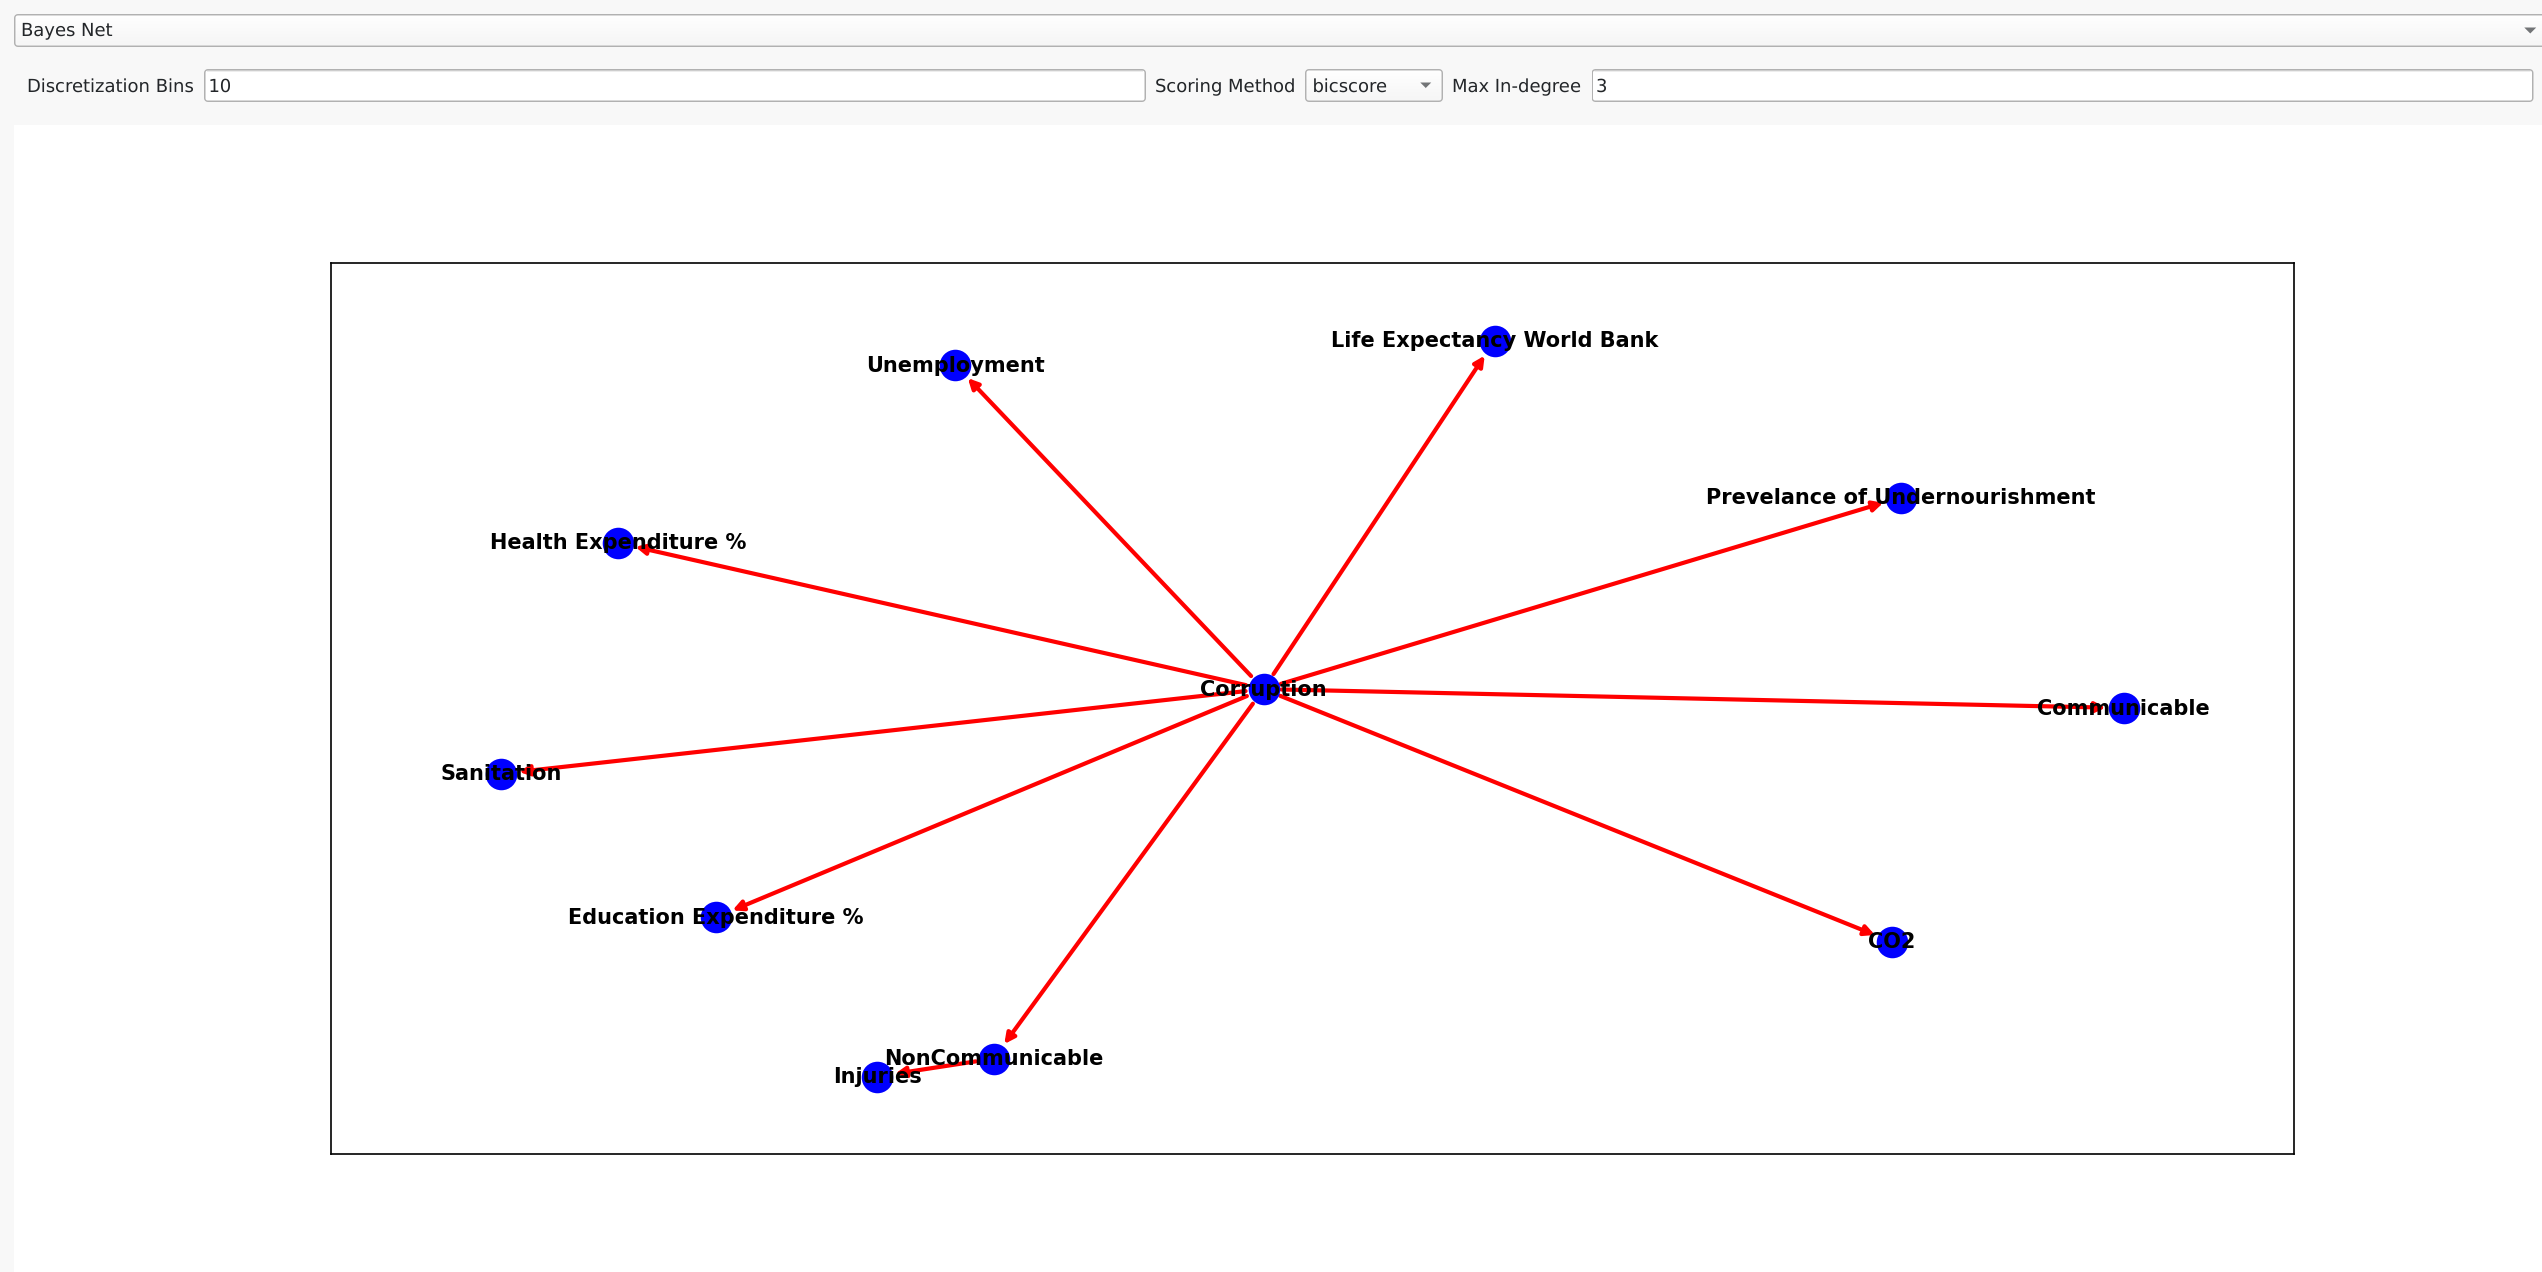 Bayes Net
Discretization Bins 10 Scoring Method bicscore Max In-degree 3
Life Expectancy World Bank
Unemployment
Prevelance of Undernourishment
Health Expenditure %
Corruption
Communicable
Sanitation
Education Expenditure %
CO2
NonCommunicable
Injuries